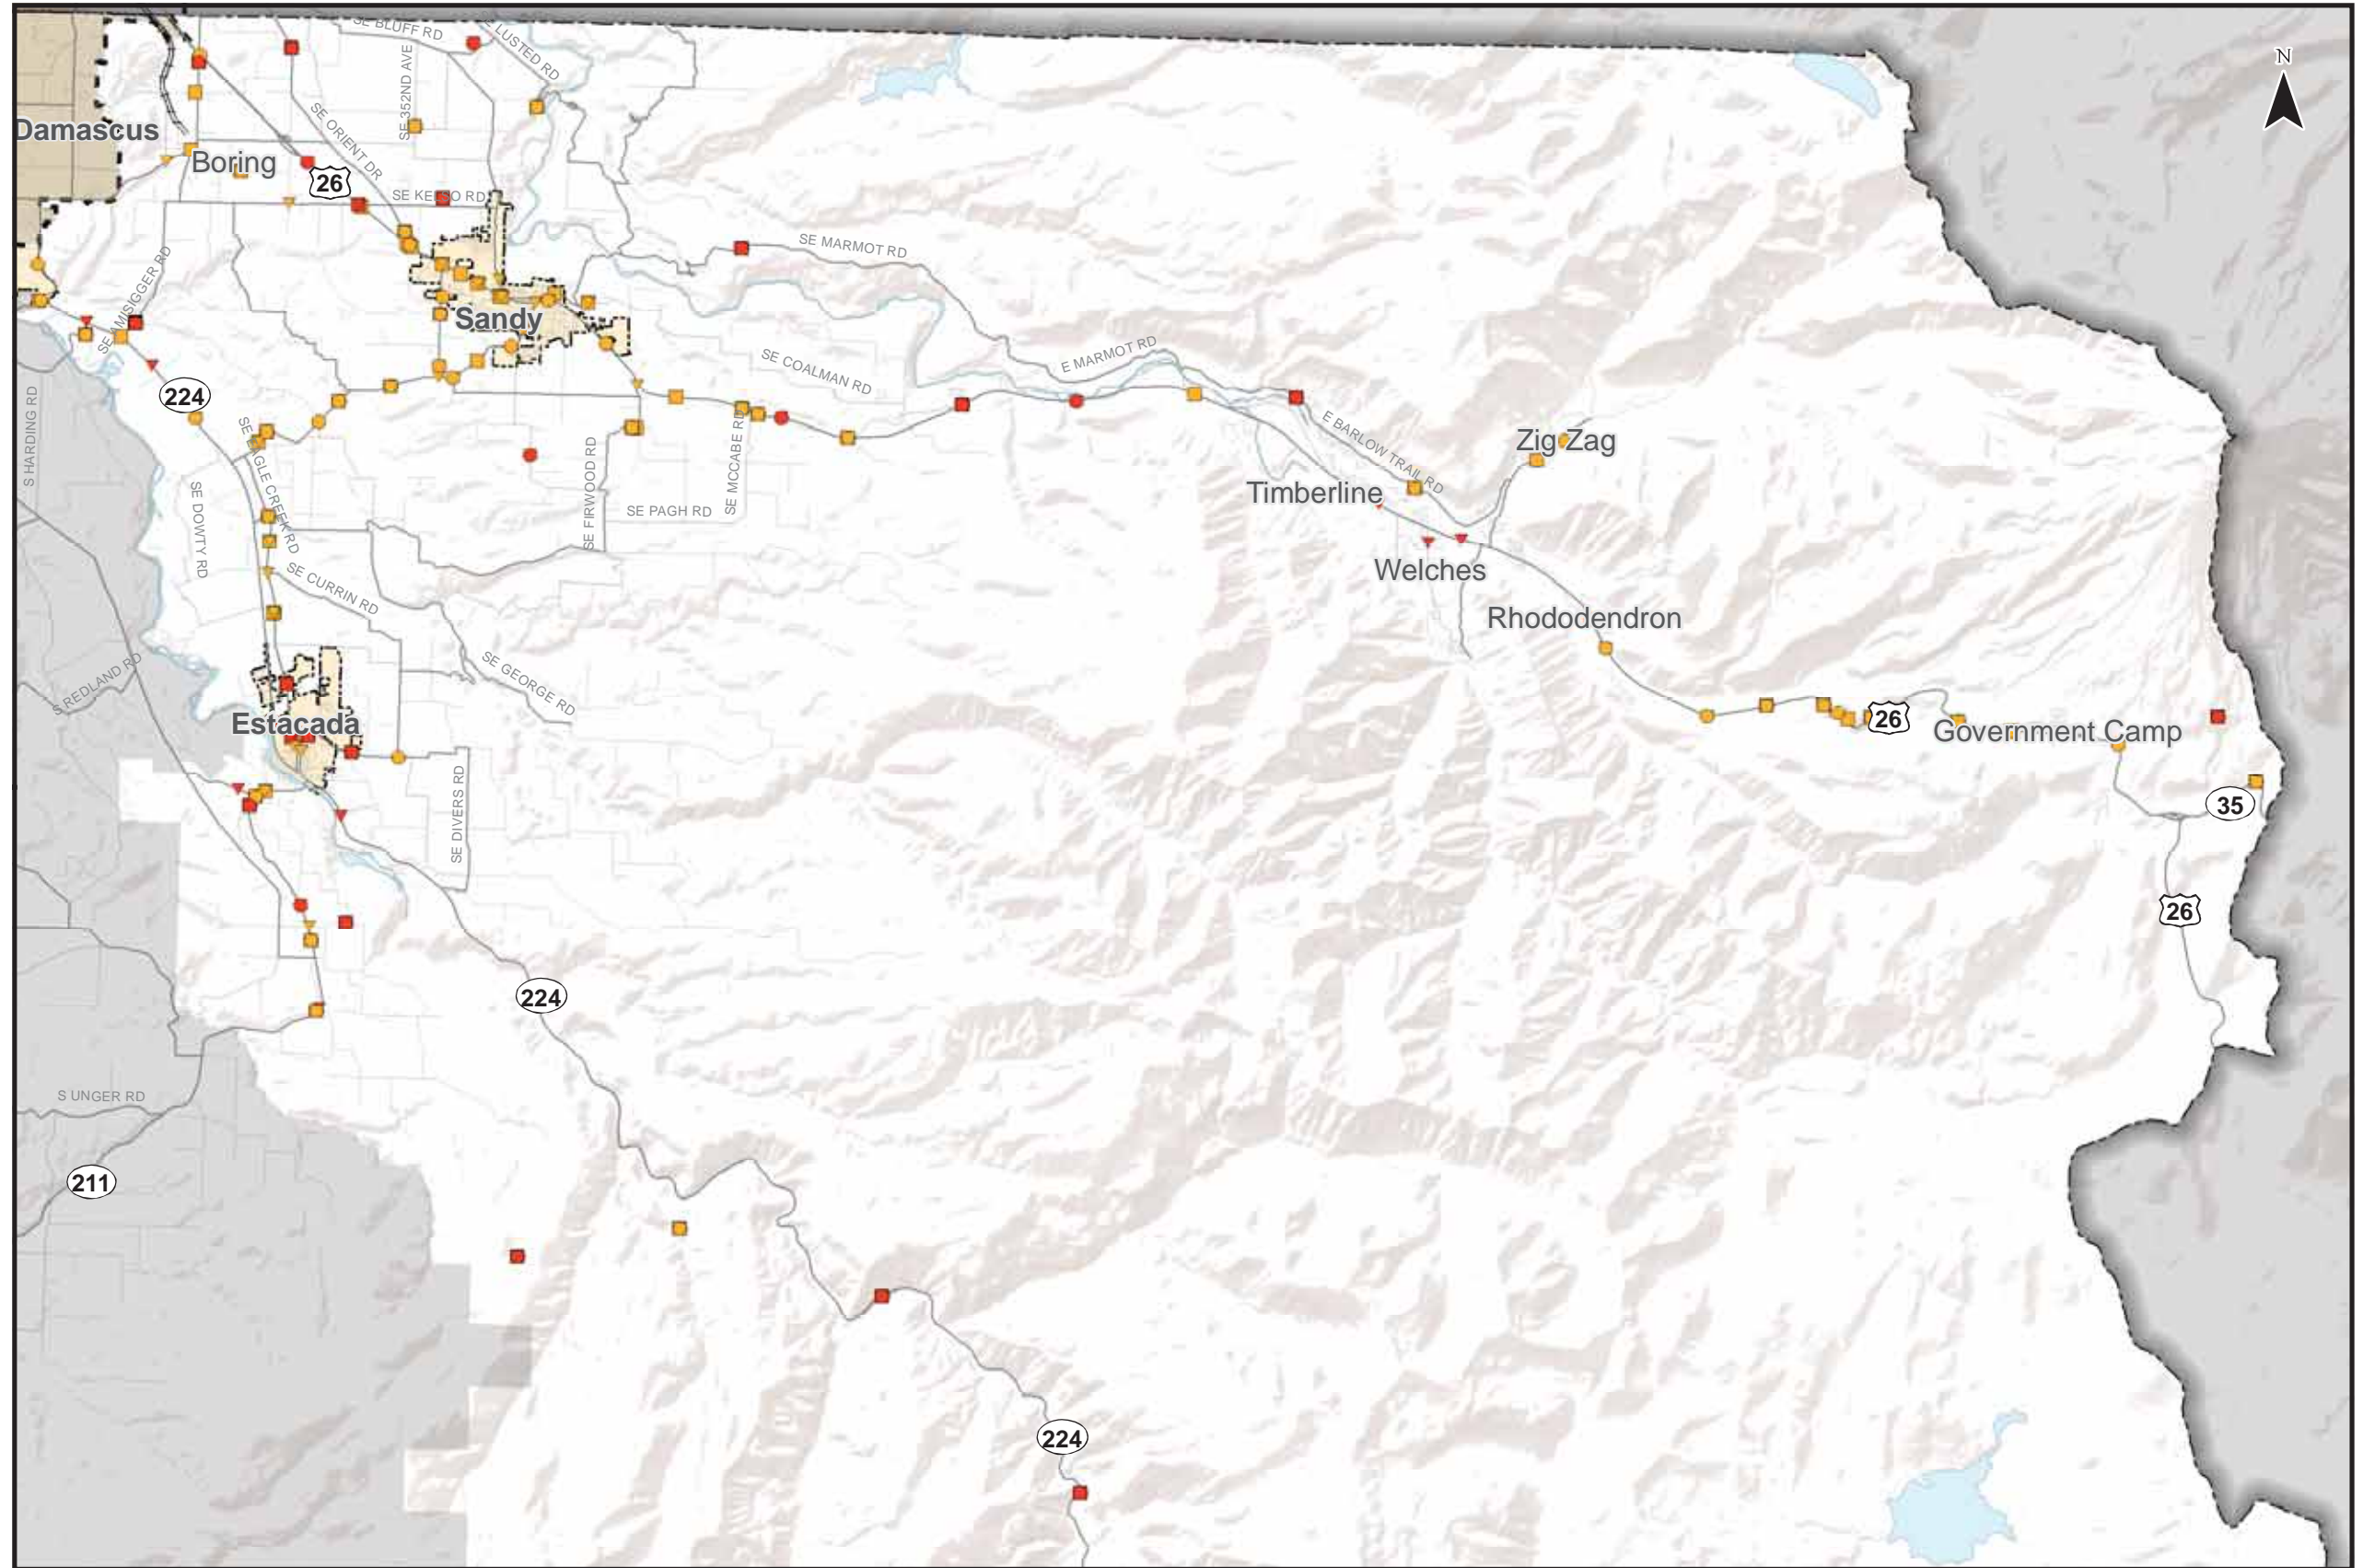 SE BLUFF RD
SE LUSTED RD
N
SE 352ND AVE
Damascus
SE ORIENT DR
Boring
26
SE KELSO RD
SE MARMOT RD
SE AMISIGGER RD
Sandy
E MARMOT RD
SE COALMAN RD
224
S HARDING RD
E BARLOW TRAIL RD
Zig Zag
SE EAGLE CREEK RD
SE FIRWOOD RD
SE MCCABE RD
Timberline
SE DOWTY RD
SE PAGH RD
Welches
SE CURRIN RD
Rhododendron
SE GEORGE RD
S REDLAND RD
Estacada
26
Government Camp
35
SE DIVERS RD
26
224
S UNGER RD
211
224